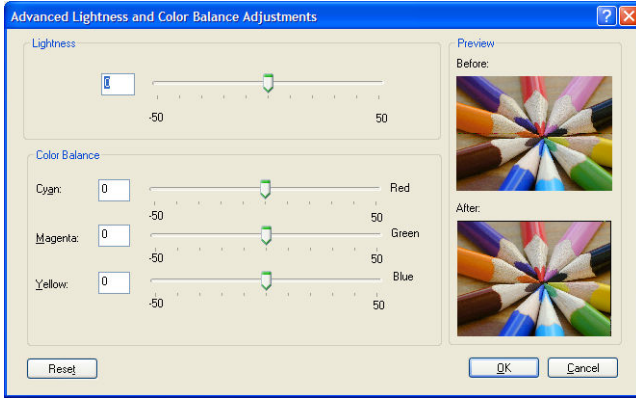 Advanced Lightness and Color Balance Adjustments
Lightness
0
-50 50
Color Balance
Cyan: 0 Red
-50 50
Magenta: 0 Green
-50 50
Yellow: 0 Blue
-50 50
Preview
Before:
After:
Reset OK Cancel